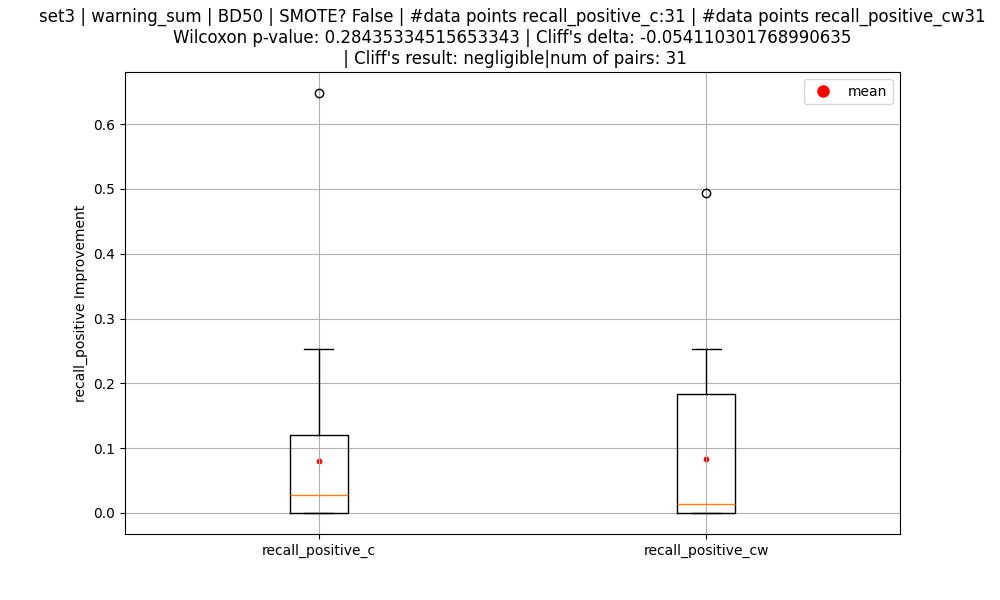 set3 | warning_sum | BD50 | SMOTE? False | #data points recall_positive_c:31 | #data points recall_positive_cw31
Wilcoxon p-value: 0.28435334515653343 | Cliff's delta: -0.054110301768990635
| Cliff's result: negligible|num of pairs: 31
mean
0.6
0.5
0.4
0.3
0.2
0.1
0.0
recall_positive Improvement
recall_positive_c
recall_positive_cw